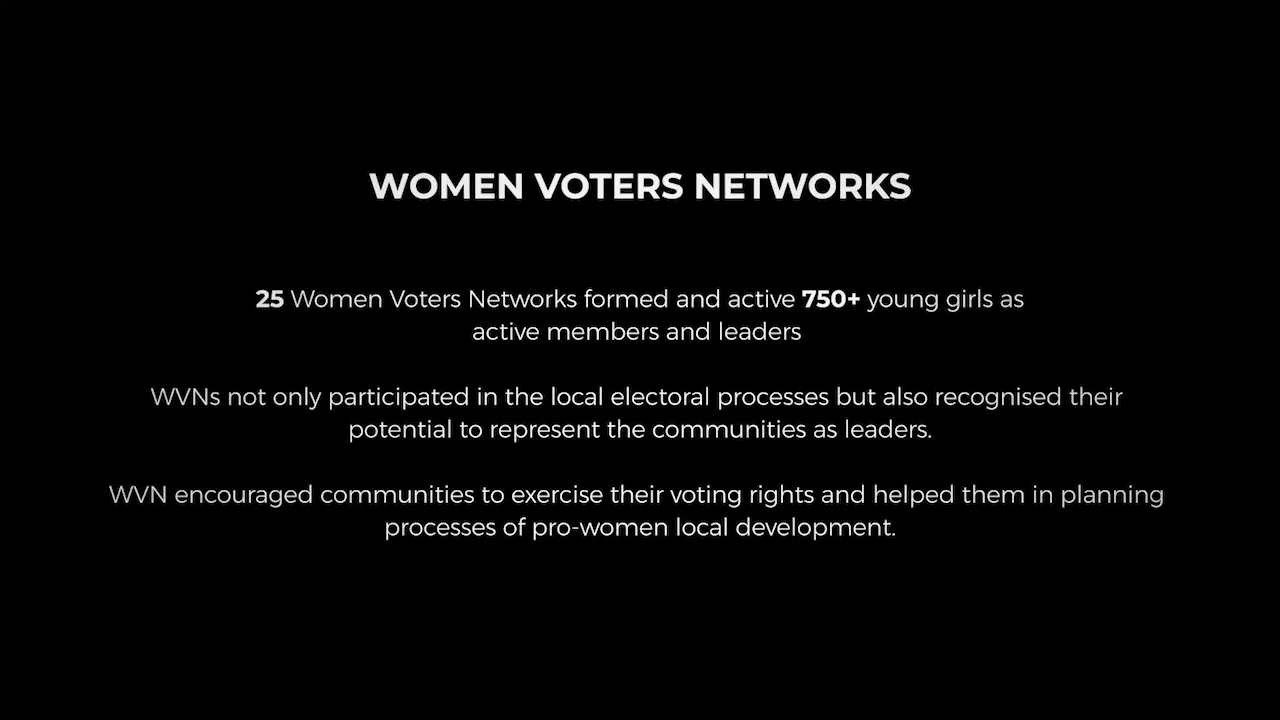 WOMEN VOTERS NETWORKS
25 Women Voters Networks formed and active 750+ young girls as
active members and leaders
WVNs not only participated in the local electoral processes but also recognised their
potential to represent the communities as leaders.
WVN encouraged communities to exercise their voting rights and helped them in planning
processes of pro-women local development.